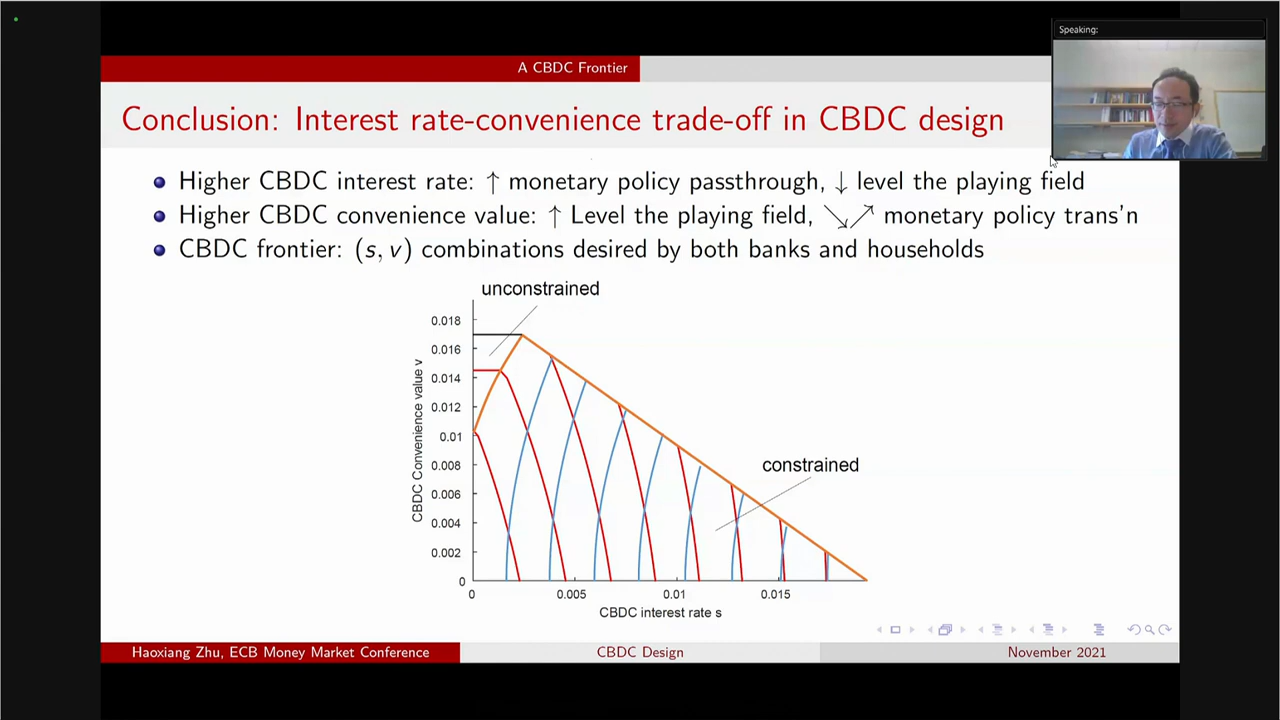 Speaking:
A CBDC Frontier
Conclusion: Interest rate-convenience trade-off in CBDC design
Higher CBDC interest rate: ↑ monetary policy passthrough, ↓ level the playing field
Higher CBDC convenience value: ↑ Level the playing field, ↘↗ monetary policy trans'n
CBDC frontier: (s, v) combinations desired by both banks and households
unconstrained
0.018
0.016
0.014
0.012
0.01
0.008
0.006
0.004
0.002
0
CBDC Convenience value v
constrained
0 0.005 0.01 0.015
CBDC interest rate s
Haoxiang Zhu, ECB Money Market Conference CBDC Design November 2021